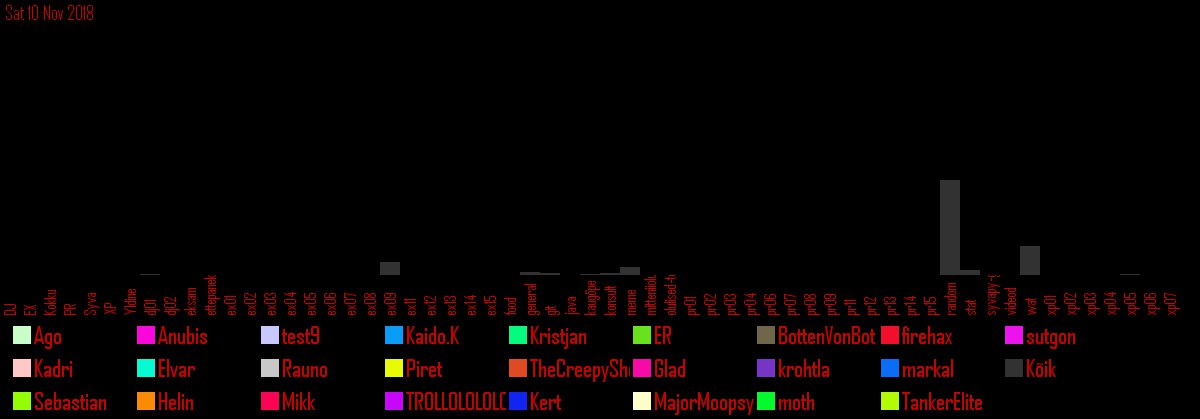 Sat 10 Nov 2018
DJ EX Kokku PR Syva XP Yldine dj01 dj02 eksam ettepanek ex01 ex02 ex03 ex04 ex05 ex06 ex07 ex08 ex09 ex11 ex12 ex13 ex14 ex15 food general git java konsult meme pr01 pr02 pr03 pr04 pr06 pr07 pr08 pr09 pr11 pr12 pr13 pr14 pr15 random stat videod wat xp01 xp02 xp03 xp04 xp05 xp06 xp07
Ago Anubis test9 Kaido.K Kristjan ER BottenVonBot firehax sutgon
Kadri Elvar Rauno Piret TheCreepySh Glad krohtla markal Kõik
Sebastian Helin Mikk TROLLOLOLOLO Kert MajorMoopsy moth TankerElite